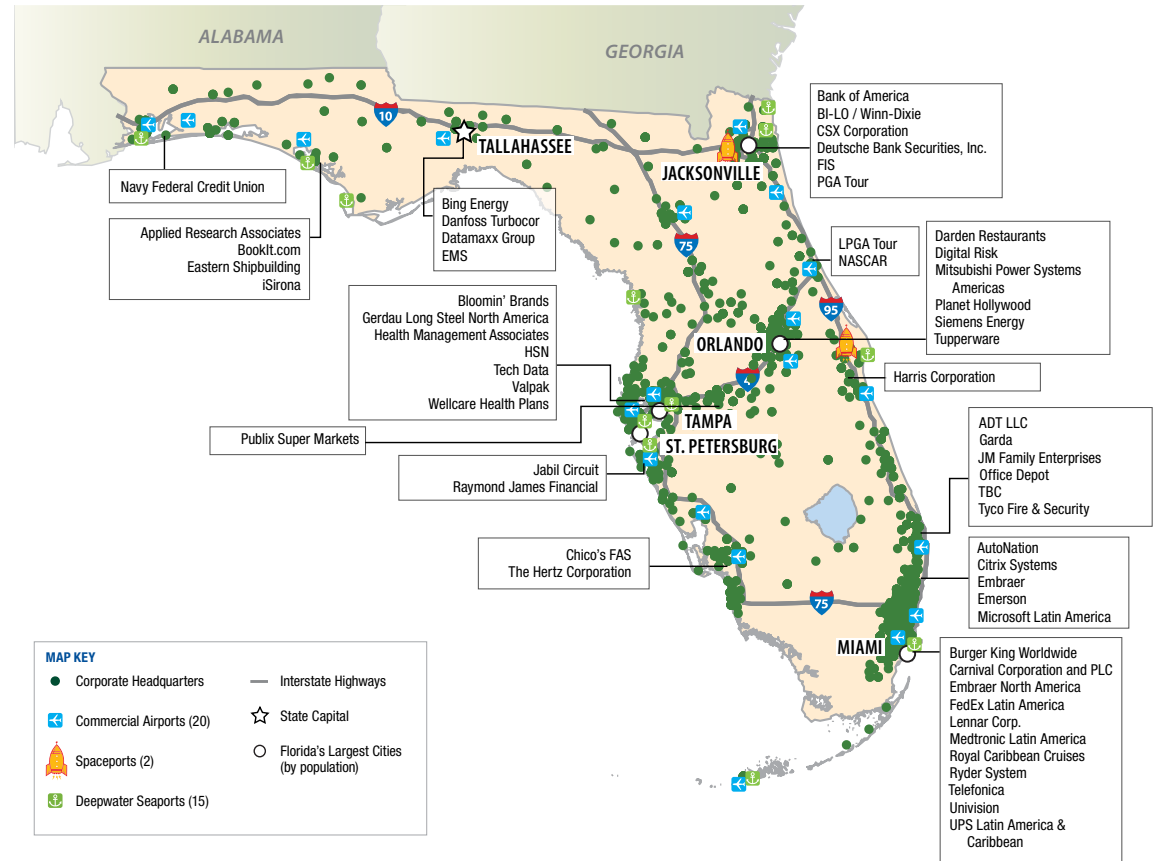 ALABAMA
GEORGIA
10
TALLAHASSEE
JACKSONVILLE
Bank of America
BI-LO / Winn-Dixie
CSX Corporation
Deutsche Bank Securities, Inc.
FIS
PGA Tour
Navy Federal Credit Union
Applied Research Associates
BookIt.com
Eastern Shipbuilding
iSirona
Bing Energy
Danfoss Turbocor
Datamaxx Group
EMS
75
LPGA Tour
NASCAR
Darden Restaurants
Digital Risk
Mitsubishi Power Systems
Americas
Planet Hollywood
Siemens Energy
Tupperware
95
Bloomin’ Brands
Gerdau Long Steel North America
Health Management Associates
HSN
Tech Data
Valpak
Wellcare Health Plans
ORLANDO
4
Harris Corporation
TAMPA
ST. PETERSBURG
Publix Super Markets
Jabil Circuit
Raymond James Financial
ADT LLC
Garda
JM Family Enterprises
Office Depot
TBC
Tyco Fire & Security
Chico’s FAS
The Hertz Corporation
AutoNation
Citrix Systems
Embraer
Emerson
Microsoft Latin America
75
MIAMI
Burger King Worldwide
Carnival Corporation and PLC
Embraer North America
FedEx Latin America
Lennar Corp.
Medtronic Latin America
Royal Caribbean Cruises
Ryder System
Telefonica
Univision
UPS Latin America &
Caribbean
MAP KEY
Corporate Headquarters
Commercial Airports (20)
Spaceports (2)
Deepwater Seaports (15)
Interstate Highways
State Capital
Florida’s Largest Cities
(by population)